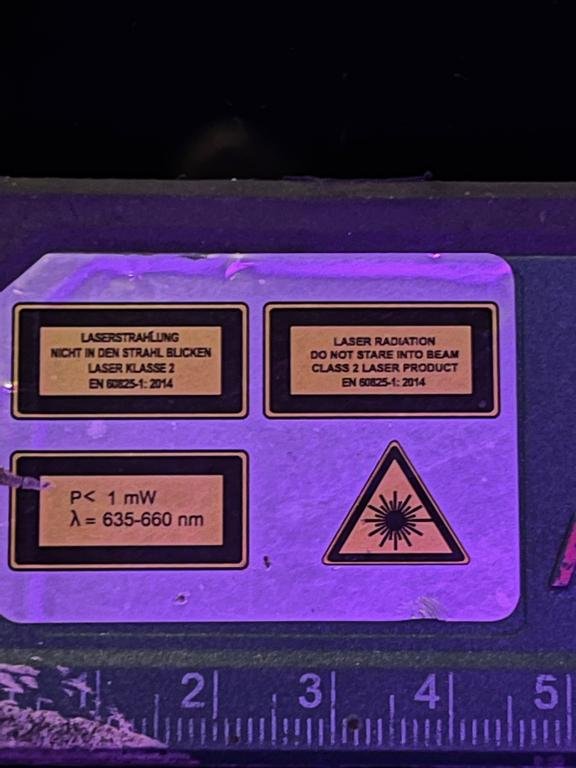 LASERSTRAHLUNG
NICHT IN DEN STRAHL BLICKEN
LASER KLASSE 2
EN 60825-1: 2014
LASER RADIATION
DO NOT STARE INTO BEAM
CLASS 2 LASER PRODUCT
EN 60825-1: 2014
P< 1 mW
λ = 635-660 nm
1 2 3 4 5